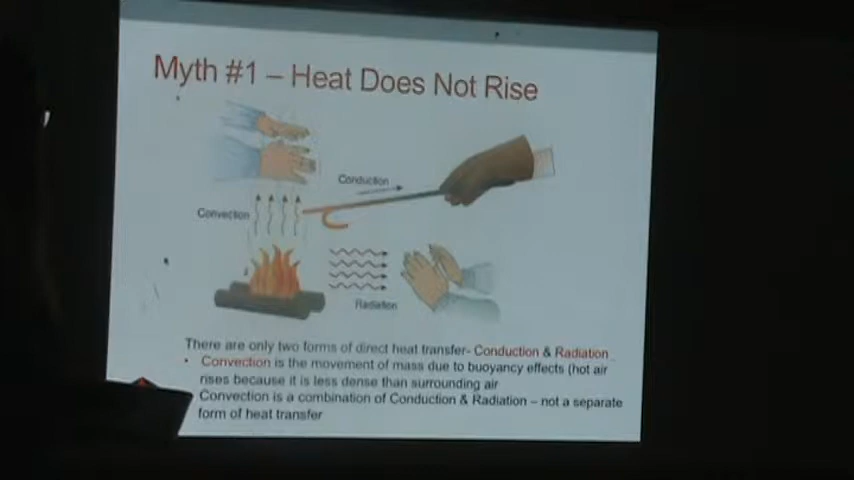 Myth #1 – Heat Does Not Rise
Conduction
Convection
Radiation
There are only two forms of direct heat transfer- Conduction & Radiation
• Convection is the movement of mass due to buoyancy effects (hot air
rises because it is less dense than surrounding air
Convection is a combination of Conduction & Radiation – not a separate
form of heat transfer